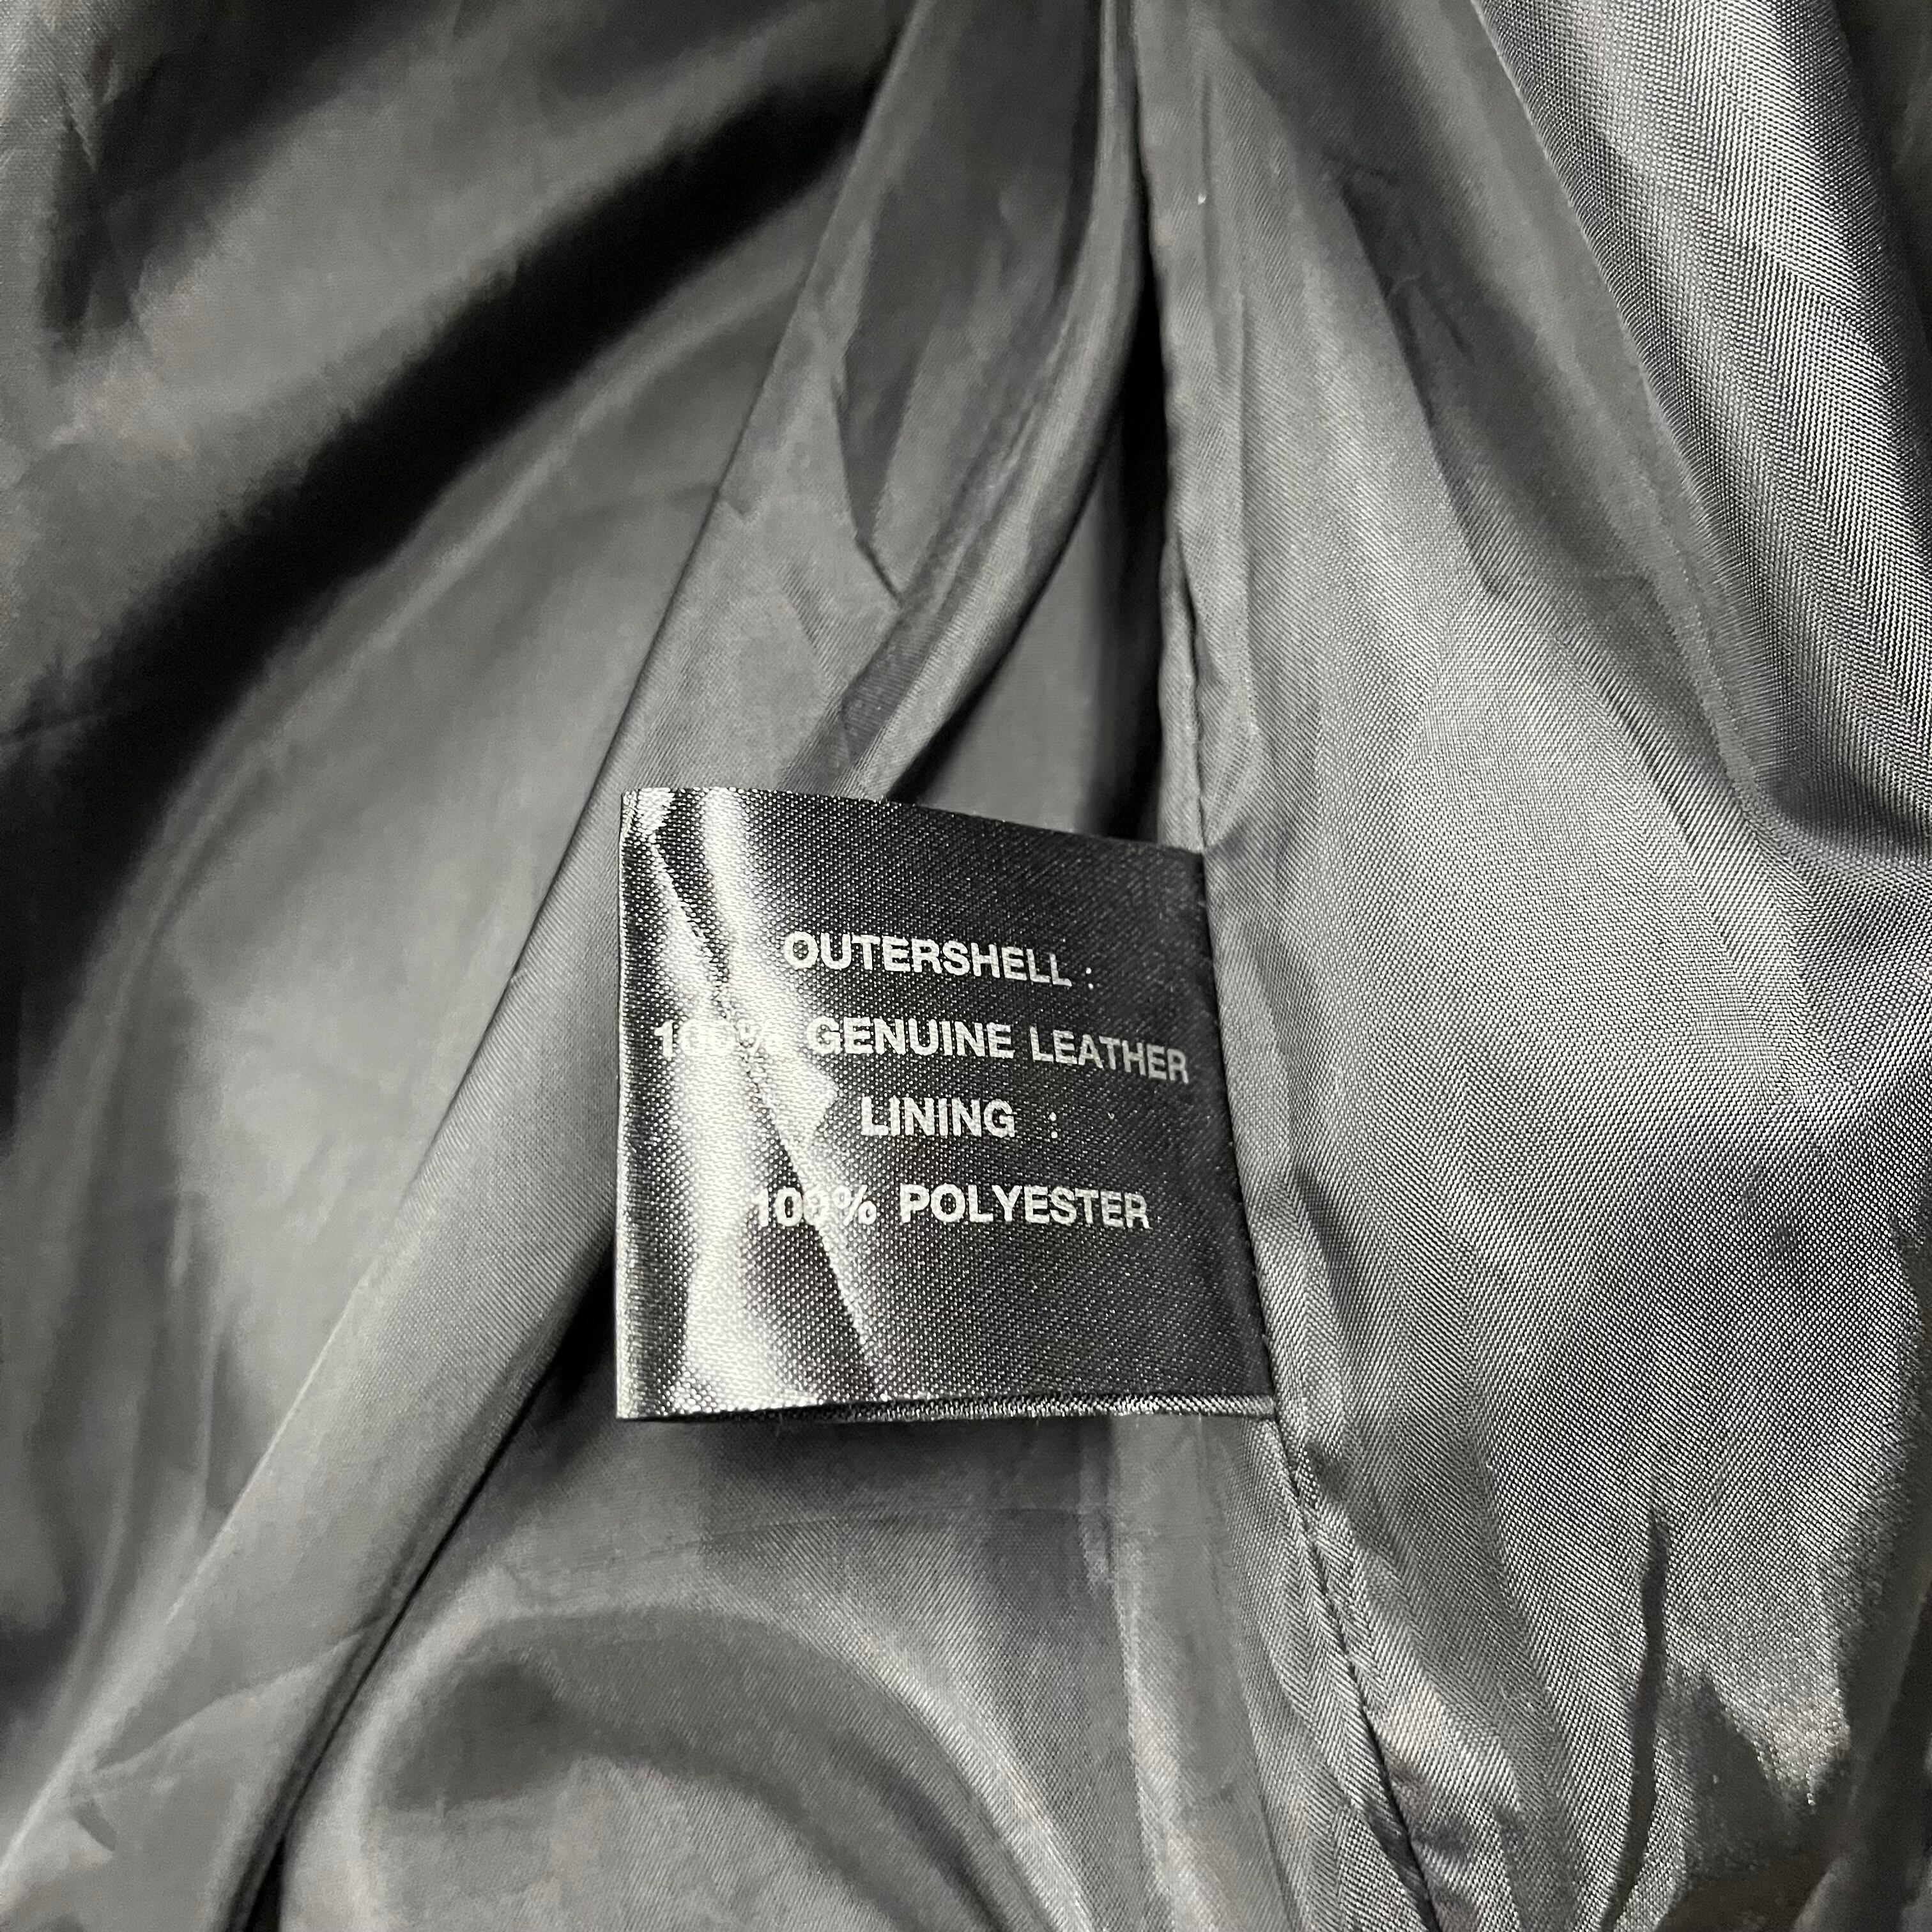 OUTERSHELL :
100% GENUINE LEATHER
LINING :
100% POLYESTER